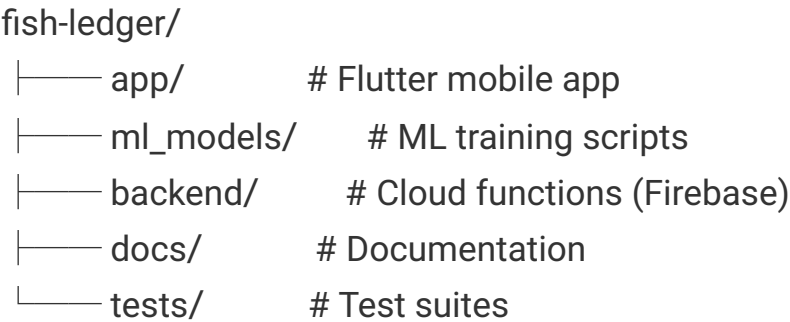 fish-ledger/
├── app/ # Flutter mobile app
├── ml_models/ # ML training scripts
├── backend/ # Cloud functions (Firebase)
├── docs/ # Documentation
└── tests/ # Test suites